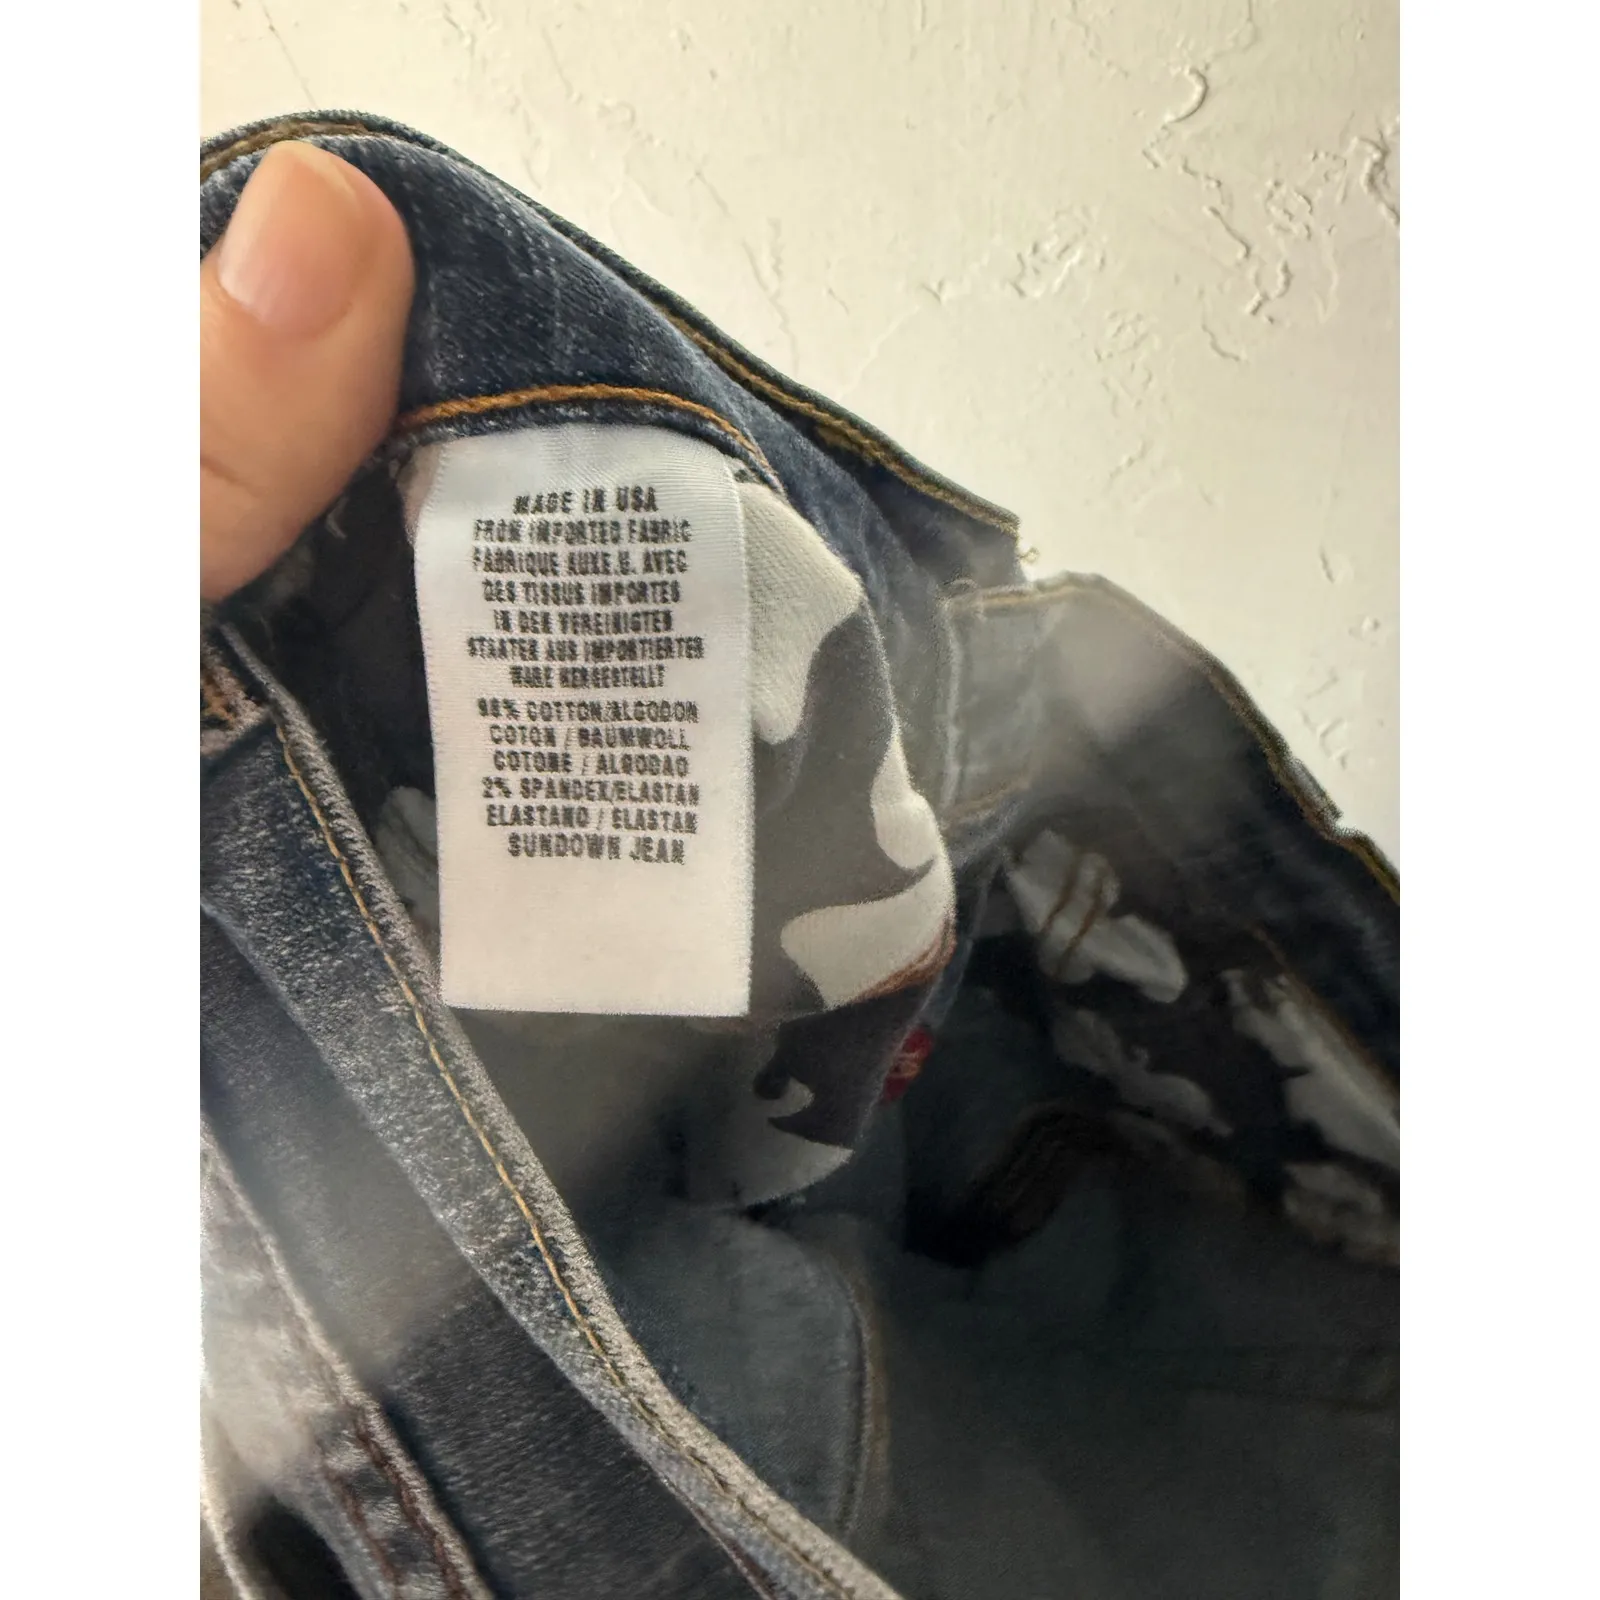 MADE IN USA
FROM IMPORTED FABRIC
FABRIQUE AUXE.U. AVEC
DES TISSUS IMPORTES
IN DEN VEREINIGTEN
STAATEN AUS IMPORTIERTER
WARE HERGESTELLT
98% COTTON/ALGODON
COTON / BAUMWOLL
COTONE / ALGODAO
2% SPANDEX/ELASTAN
ELASTANO / ELASTAN
SUNDOWN JEAN